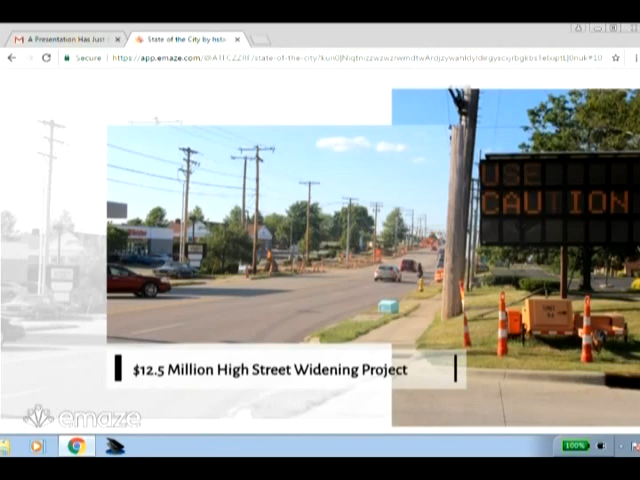 A Presentation Has Just
State of the City by
Secure
https://app.emaze.com/
USE
CAUTION
$12.5 Million High Street Widening Project
emaze
100%